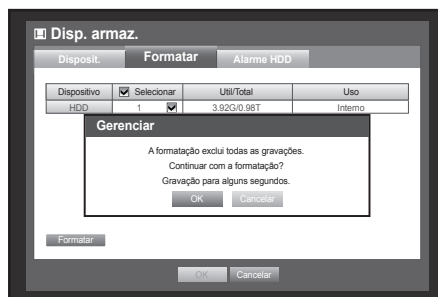 Disp. armaz.
Disposit. Formatar Alarme HDD
Dispositivo Selecionar Util/Total Uso
HDD 1 3.92G/0.98T Interno
Gerenciar
A formatação exclui todas as gravações.
Continuar com a formatação?
Gravação para alguns segundos.
OK Cancelar
Formatar
OK Cancelar